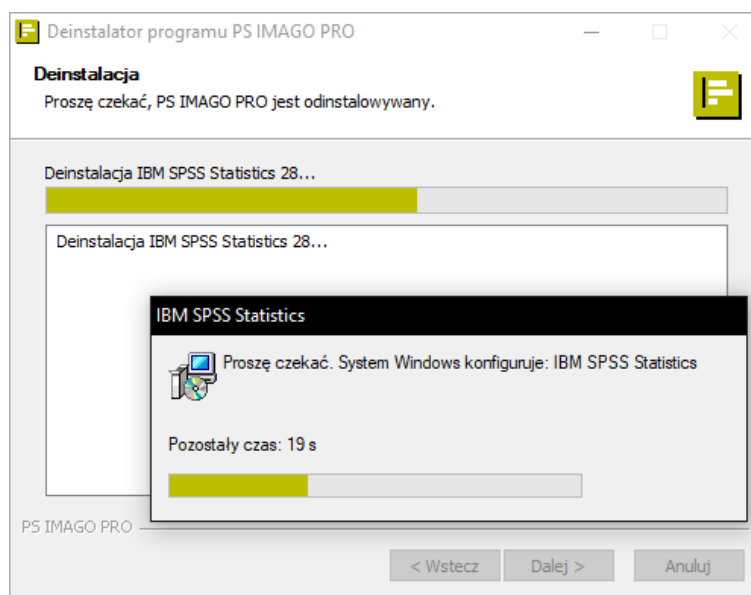 Deinstalator programu PS IMAGO PRO
Deinstalacja
Proszę czekać, PS IMAGO PRO jest odinstalowywany.
Deinstalacja IBM SPSS Statistics 28...
Deinstalacja IBM SPSS Statistics 28...
IBM SPSS Statistics
Proszę czekać. System Windows konfiguruje: IBM SPSS Statistics
Pozostały czas: 19 s
PS IMAGO PRO
< Wstecz
Dalej >
Anuluj